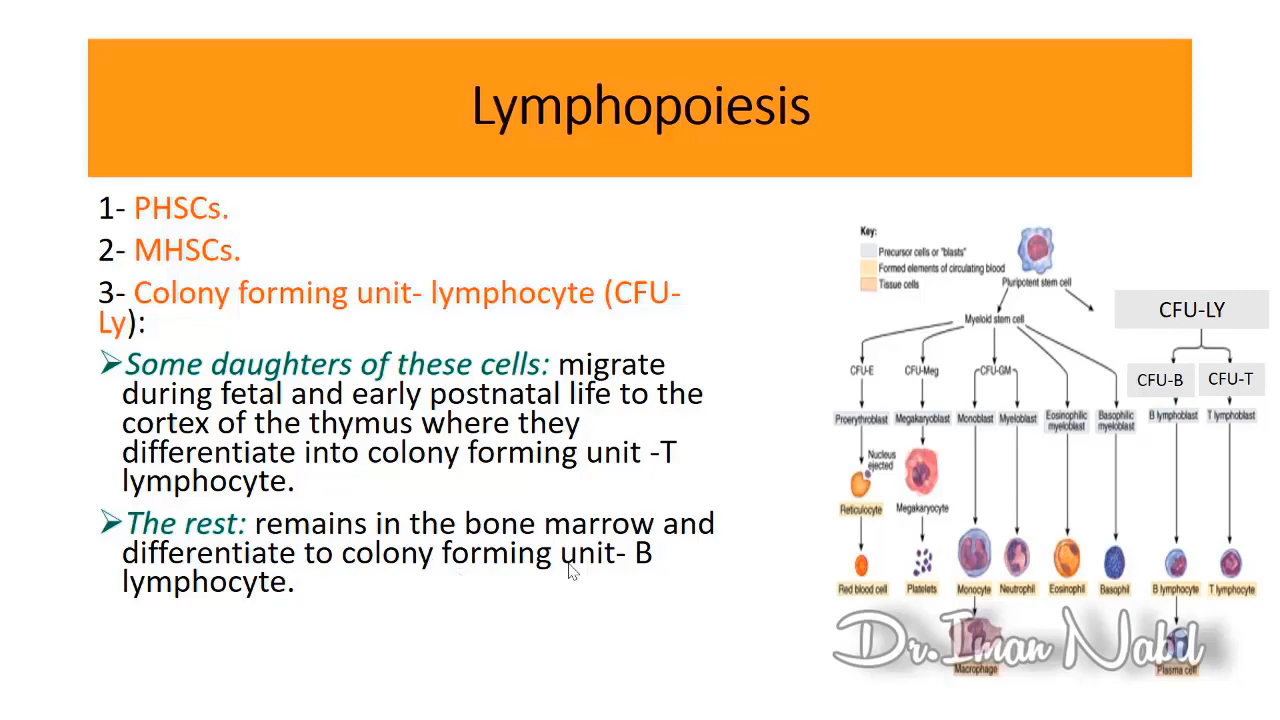 Lymphopoiesis
1- PHSCs.
2- MHSCs.
3- Colony forming unit- lymphocyte (CFU-
Ly):
Some daughters of these cells: migrate
during fetal and early postnatal life to the
cortex of the thymus where they
differentiate into colony forming unit -T
lymphocyte.
The rest: remains in the bone marrow and
differentiate to colony forming unit- B
lymphocyte.
Key:
Precursor cells or "blasts"
Formed elements of circulating blood
Tissue cells
Pluripotent stem cell
Myeloid stem cell
CFU-LY
CFU-E
CFU-Meg
CFU-GM
CFU-B
CFU-T
Proerythroblast
Megakaryoblast
Monoblast
Myeloblast
Eosinophilic
myeloblast
Basophilic
myeloblast
B lymphoblast
T lymphoblast
Nucleus
ejected
Reticulocyte
Megakaryocyte
Red blood cell
Platelets
Monocyte
Neutrophil
Eosinophil
Basophil
B lymphocyte
T lymphocyte
Dr.Iman Nabil
Macrophage
Plasma cell